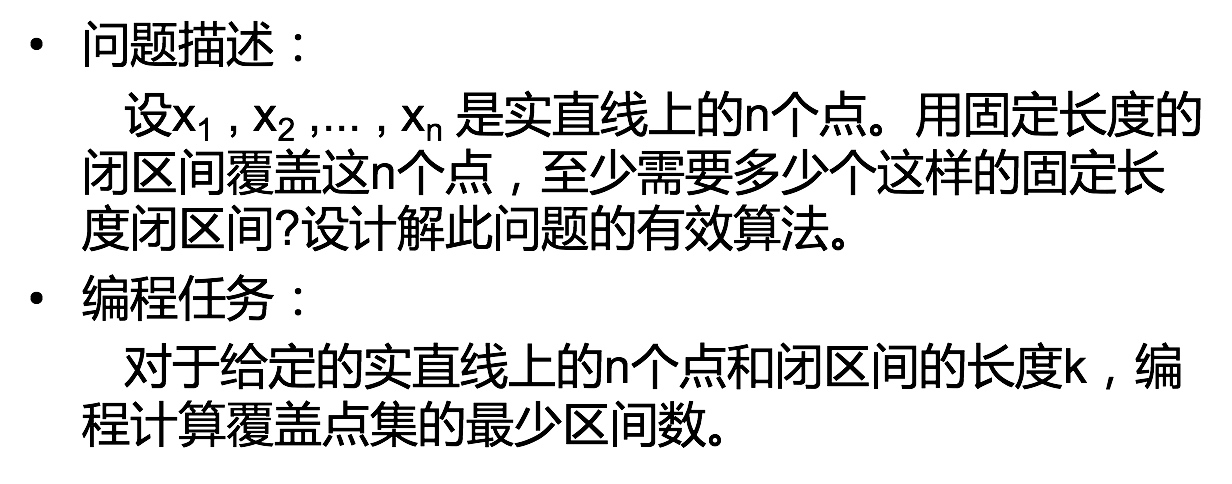 • 问题描述：
设x₁ , x₂ ,... , xₙ 是实直线上的n个点。用固定长度的
闭区间覆盖这n个点，至少需要多少个这样的固定长
度闭区间?设计解此问题的有效算法。
• 编程任务：
对于给定的实直线上的n个点和闭区间的长度k，编
程计算覆盖点集的最少区间数。